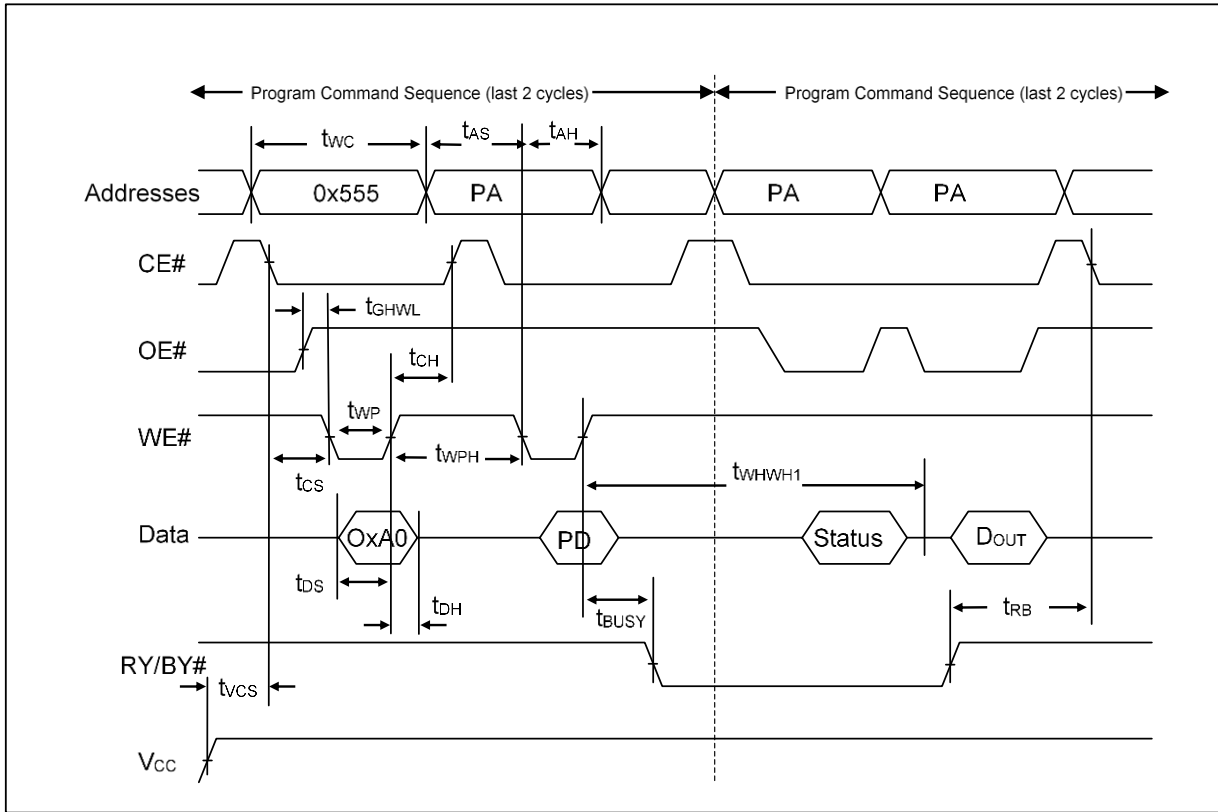 Program Command Sequence (last 2 cycles)
Program Command Sequence (last 2 cycles)
tWC
tAS
tAH
Addresses
0x555
PA
PA
PA
CE#
tGHWL
OE#
tCH
tWP
WE#
tWPH
tCS
tWHWH1
Data
OxA0
PD
Status
DOUT
tDS
tDH
tBUSY
tRB
RY/BY#
tVCS
VCC